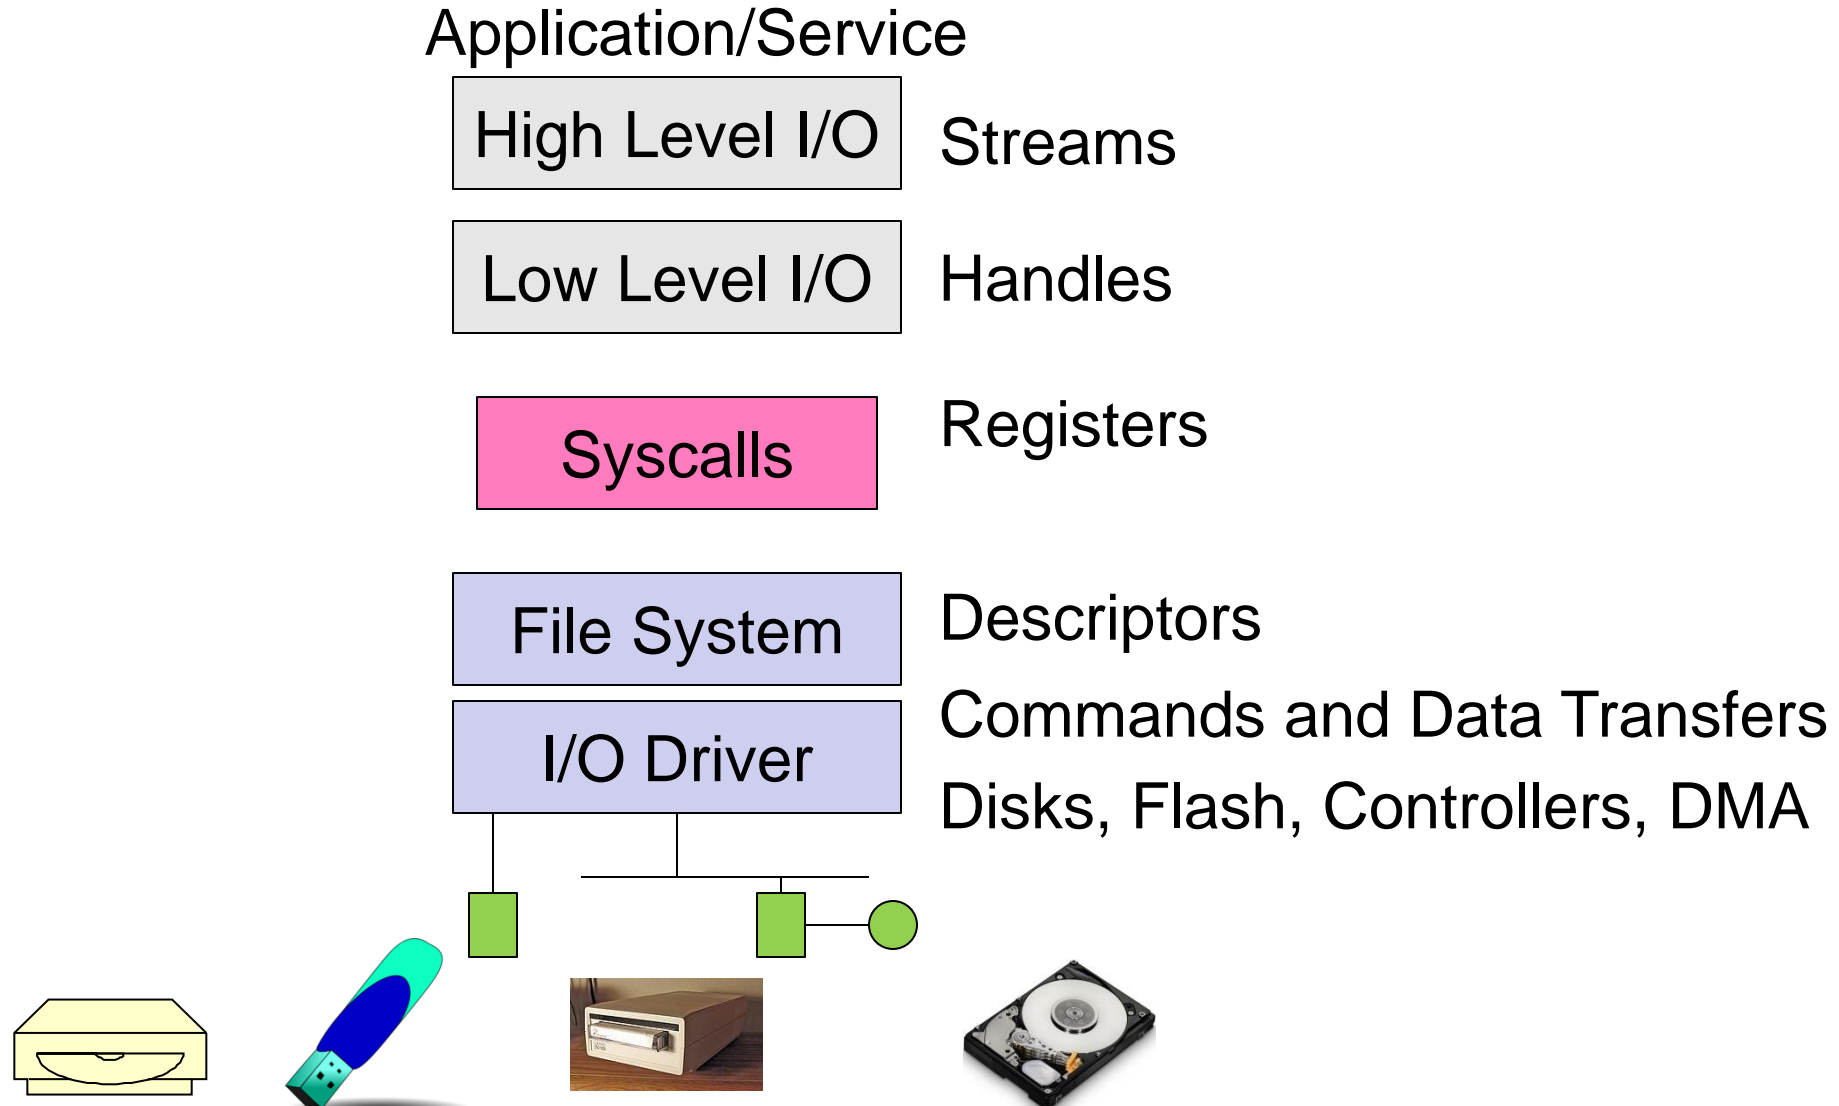 Application/Service
High Level I/O
Streams
Low Level I/O
Handles
Registers
Syscalls
Descriptors
File System
Commands and Data Transfers
I/O Driver
Disks, Flash, Controllers, DMA